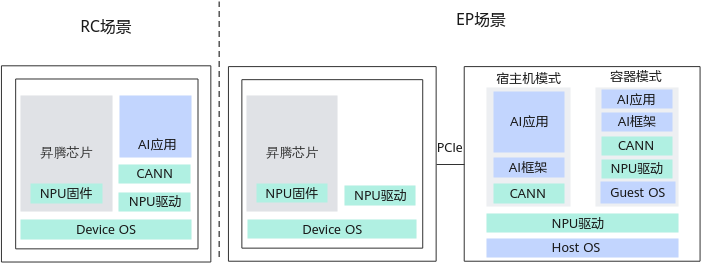 RC场景
昇腾芯片
NPU固件
AI应用
CANN
NPU驱动
Device OS
EP场景
昇腾芯片
NPU固件
NPU驱动
Device OS
PCIe
宿主机模式
AI应用
AI框架
CANN
容器模式
AI应用
AI框架
CANN
NPU驱动
Guest OS
NPU驱动
Host OS